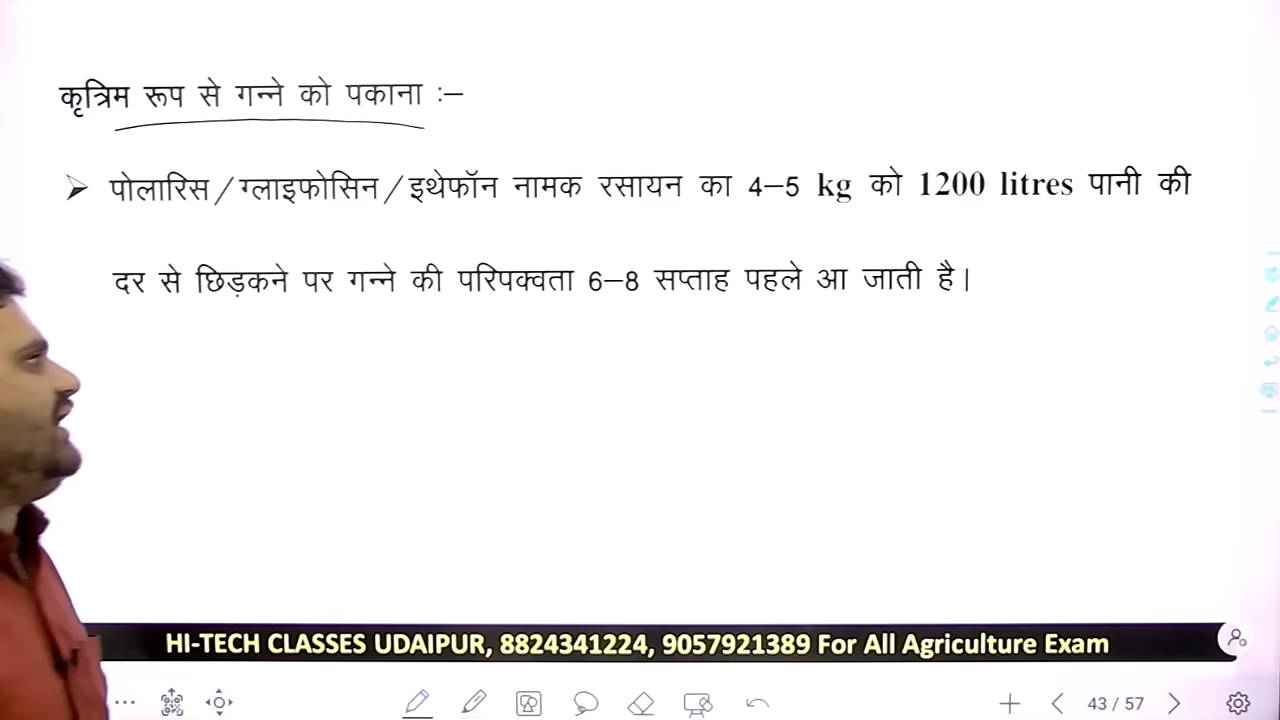 कृत्रिम रूप से गन्ने को पकाना :–
➢ पोलारिस/ग्लाइफोसिन/इथेफॉन नामक रसायन का 4–5 kg को 1200 litres पानी की
दर से छिड़कने पर गन्ने की परिपक्वता 6–8 सप्ताह पहले आ जाती है।
HI-TECH CLASSES UDAIPUR, 8824341224, 9057921389 For All Agriculture Exam
43 / 57